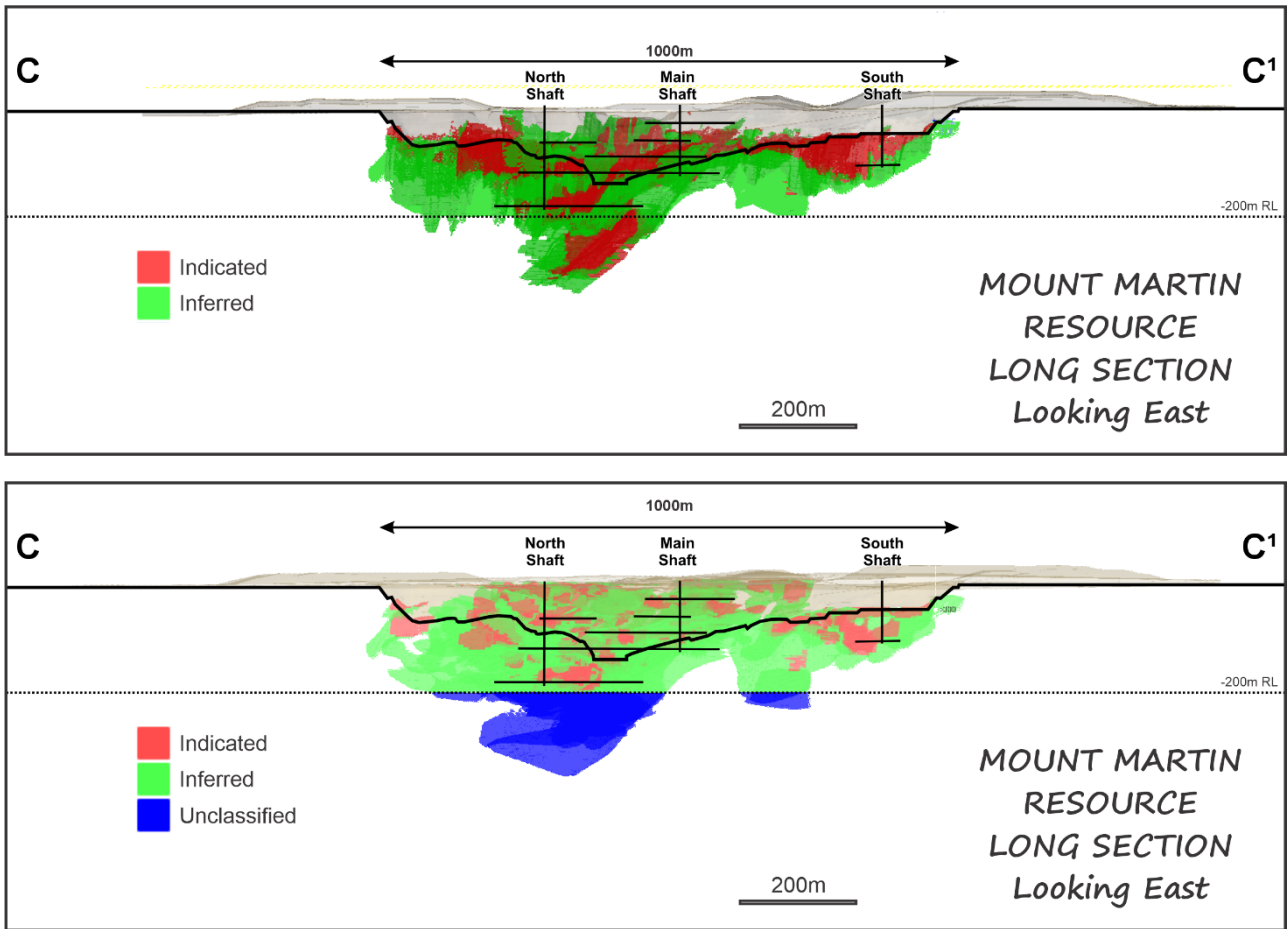 1000m
C
C¹
North
Shaft
Main
Shaft
South
Shaft
-200m RL
Indicated
Inferred
MOUNT MARTIN
RESOURCE
LONG SECTION
Looking East
200m
1000m
C
C¹
North
Shaft
Main
Shaft
South
Shaft
-200m RL
Indicated
Inferred
Unclassified
MOUNT MARTIN
RESOURCE
LONG SECTION
Looking East
200m